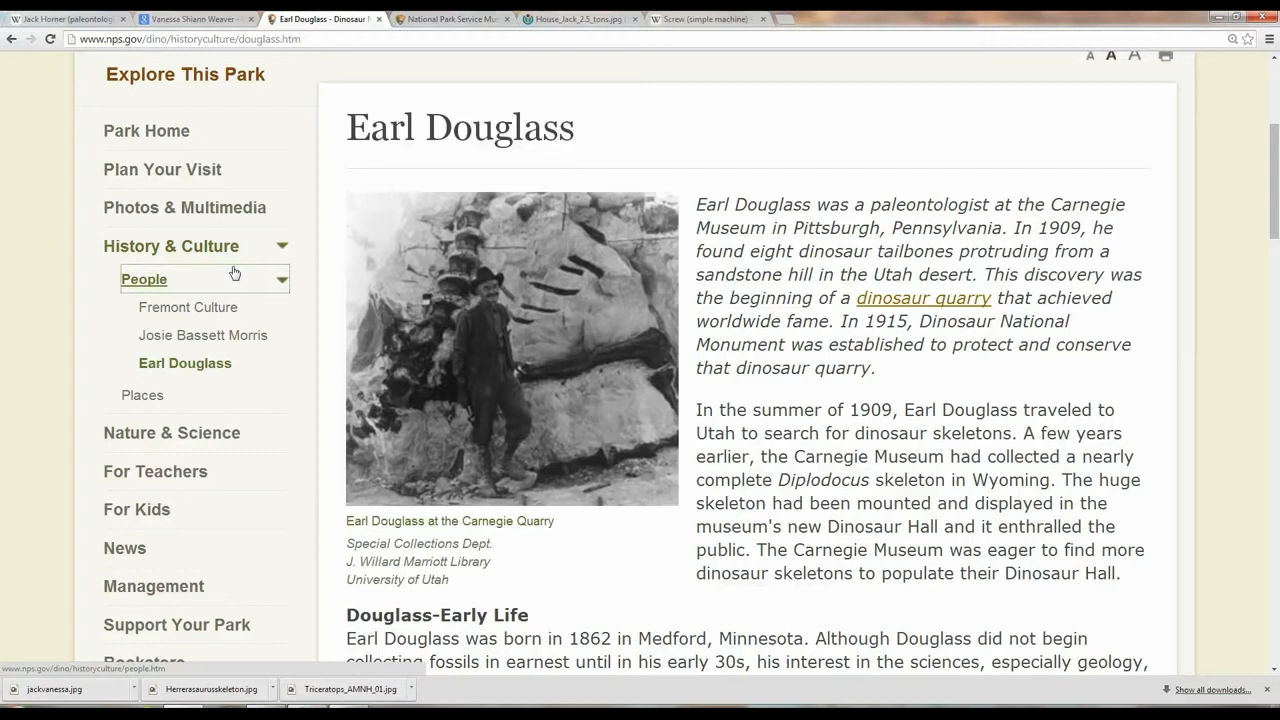 Jack Horner (paleontolog
Vanessa Shiann Weaver -
Earl Douglass - Dinosaur
National Park Service Mus
House_Jack_2.5_tons.jpg (
Screw (simple machine) -
www.nps.gov/dino/historyculture/douglass.htm
Explore This Park
A A A
Park Home
Plan Your Visit
Photos & Multimedia
History & Culture
People
Fremont Culture
Josie Bassett Morris
Earl Douglass
Places
Nature & Science
For Teachers
For Kids
News
Management
Support Your Park
Bookstore
Earl Douglass
Earl Douglass was a paleontologist at the Carnegie
Museum in Pittsburgh, Pennsylvania. In 1909, he
found eight dinosaur tailbones protruding from a
sandstone hill in the Utah desert. This discovery was
the beginning of a dinosaur quarry that achieved
worldwide fame. In 1915, Dinosaur National
Monument was established to protect and conserve
that dinosaur quarry.
In the summer of 1909, Earl Douglass traveled to
Utah to search for dinosaur skeletons. A few years
earlier, the Carnegie Museum had collected a nearly
complete Diplodocus skeleton in Wyoming. The huge
skeleton had been mounted and displayed in the
museum's new Dinosaur Hall and it enthralled the
public. The Carnegie Museum was eager to find more
dinosaur skeletons to populate their Dinosaur Hall.
Earl Douglass at the Carnegie Quarry
Special Collections Dept.
J. Willard Marriott Library
University of Utah
Douglass-Early Life
Earl Douglass was born in 1862 in Medford, Minnesota. Although Douglass did not begin
collecting fossils in earnest until in his early 30s, his interest in the sciences, especially geology,
www.nps.gov/dino/historyculture/people.htm
jackvanessa.jpg
Herrerasaurusskeleton.jpg
Triceratops_AMNH_01.jpg
Show all downloads...